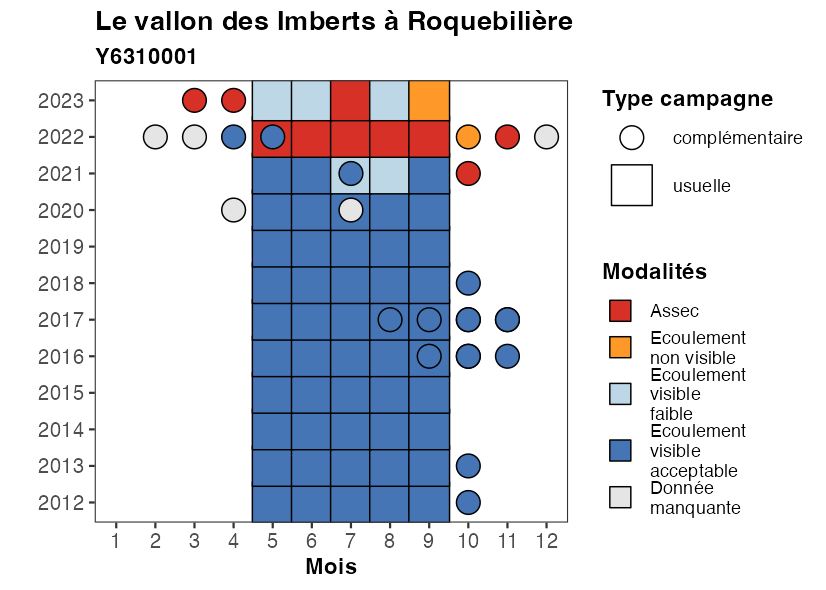 Le vallon des Imberts à Roquebilière
Y6310001
2023
2022
2021
2020
2019
2018
2017
2016
2015
2014
2013
2012
1 2 3 4 5 6 7 8 9 10 11 12
Mois
Type campagne
complémentaire
usuelle
Modalités
Assec
Ecoulement
non visible
Ecoulement
visible
faible
Ecoulement
visible
acceptable
Donnée
manquante